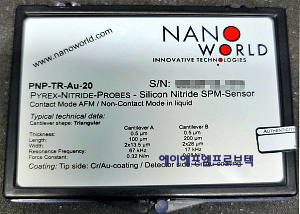 www.nanoworld.com
NANO
WORLD
INNOVATIVE TECHNOLOGIES
PNP-TR-Au-20 S/N:
PYREX-NITRIDE-PROBES - Silicon Nitride SPM-Sensor
Contact Mode AFM / Non-Contact Mode in liquid
Typical technical data:
Cantilever shape: Triangular
Cantilever A Cantilever B
Thickness: 0.5 µm 0.5 µm
Length: 100 µm 200 µm
Width: 2x13.5 µm 2x28 µm
Resonance Frequency: 67 kHz 17 kHz
Force Constant: 0.32 N/m
에이에프엠프로브텍
Coating: Tip side: Cr/Au-coating / Detector side: Cr/Au-coating